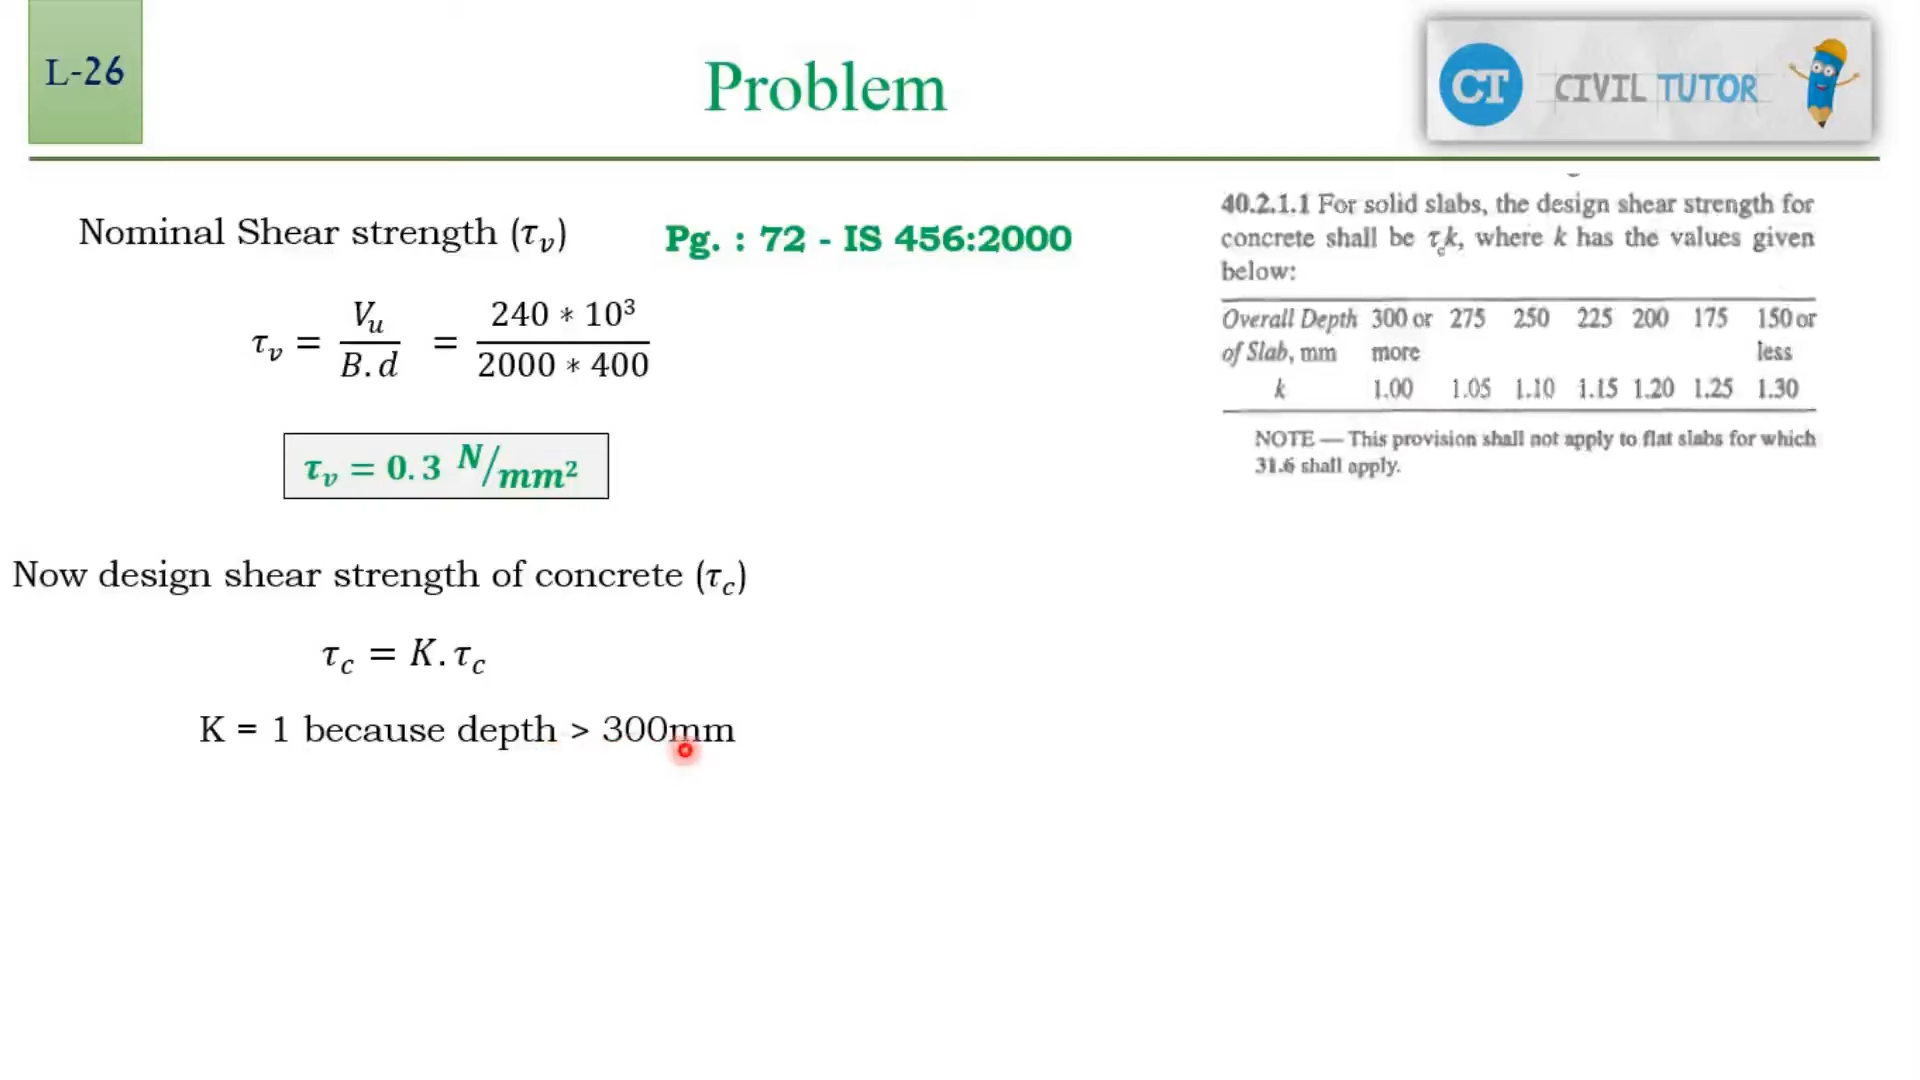 L-26
Problem
CT CIVIL TUTOR
Nominal Shear strength (τᵥ)
Pg. : 72 - IS 456:2000
τᵥ = Vᵤ / B.d = 240 * 10³ / 2000 * 400
τᵥ = 0.3 N/mm²
Now design shear strength of concrete (τ_c)
τ_c = K.τ_c
K = 1 because depth > 300mm
40.2.1.1 For solid slabs, the design shear strength for
concrete shall be τ_c k, where k has the values given
below:
Overall Depth 300 or 275 250 225 200 175 150 or
of Slab, mm more less
k 1.00 1.05 1.10 1.15 1.20 1.25 1.30
NOTE — This provision shall not apply to flat slabs for which
31.6 shall apply.